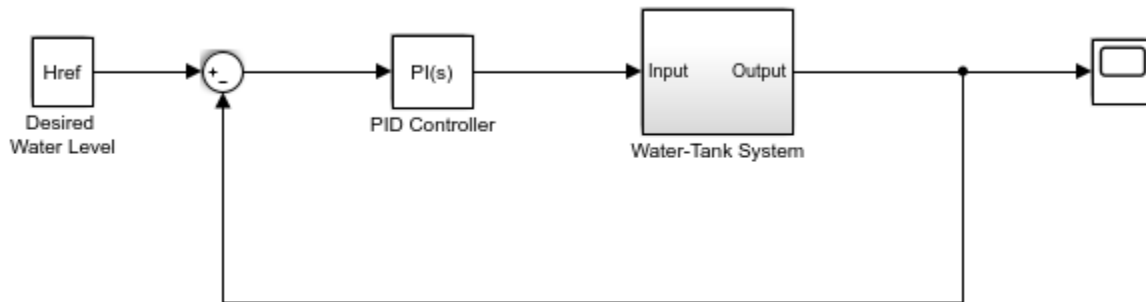 Href
+
−
PI(s)
Input
Output
Desired
Water Level
PID Controller
Water-Tank System